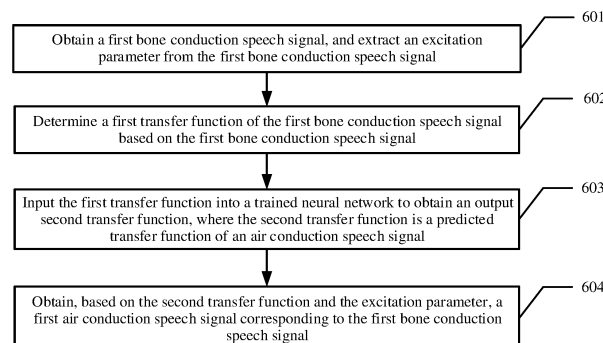 601
Obtain a first bone conduction speech signal, and extract an excitation
parameter from the first bone conduction speech signal
602
Determine a first transfer function of the first bone conduction speech signal
based on the first bone conduction speech signal
603
Input the first transfer function into a trained neural network to obtain an output
second transfer function, where the second transfer function is a predicted
transfer function of an air conduction speech signal
604
Obtain, based on the second transfer function and the excitation parameter, a
first air conduction speech signal corresponding to the first bone conduction
speech signal